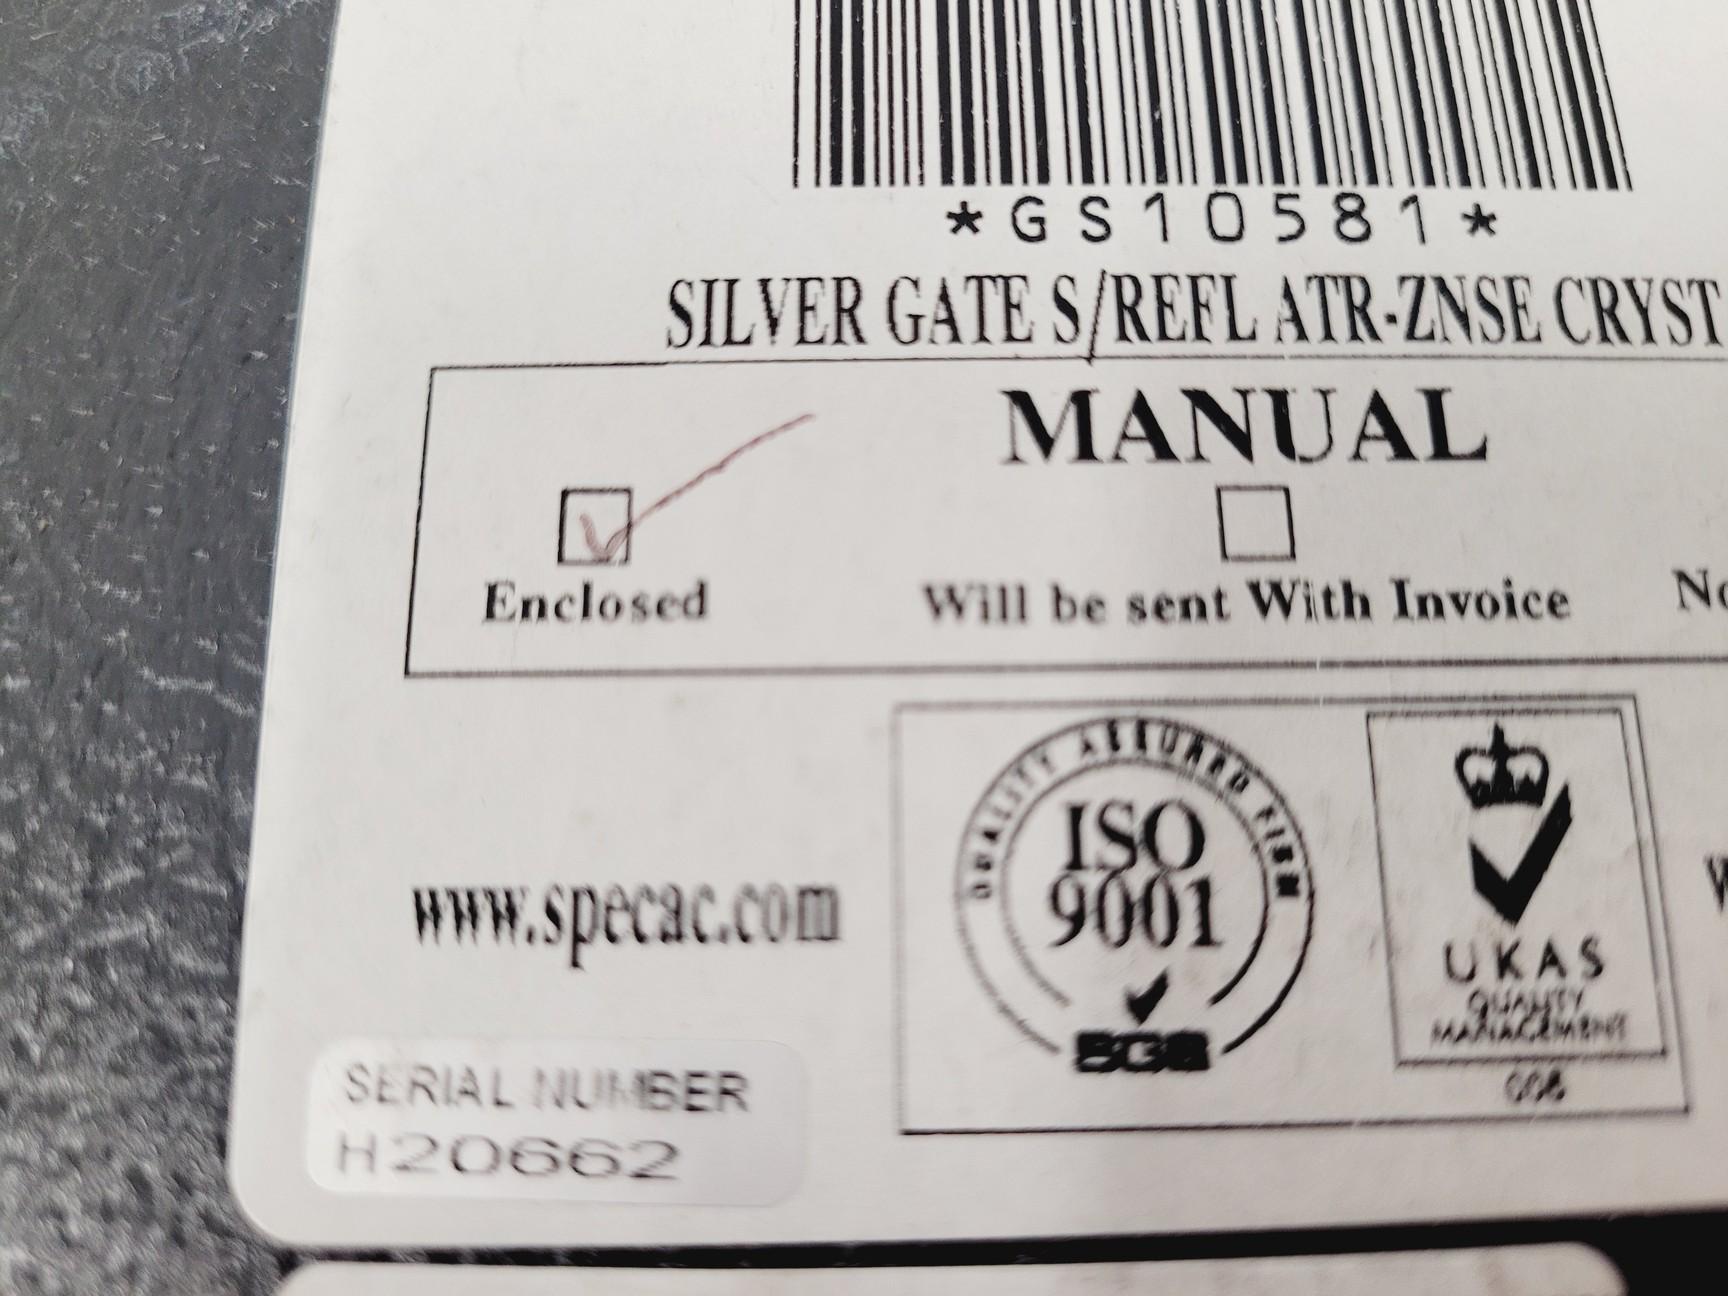 *GS10581*
SILVER GATE S/REFL ATR-ZNSE CRYST
MANUAL
Enclosed
Will be sent With Invoice
No
www.specac.com
QUALITY ASSURED FIRM
ISO
9001
SGS
UKAS
QUALITY
MANAGEMENT
SERIAL NUMBER
H20662